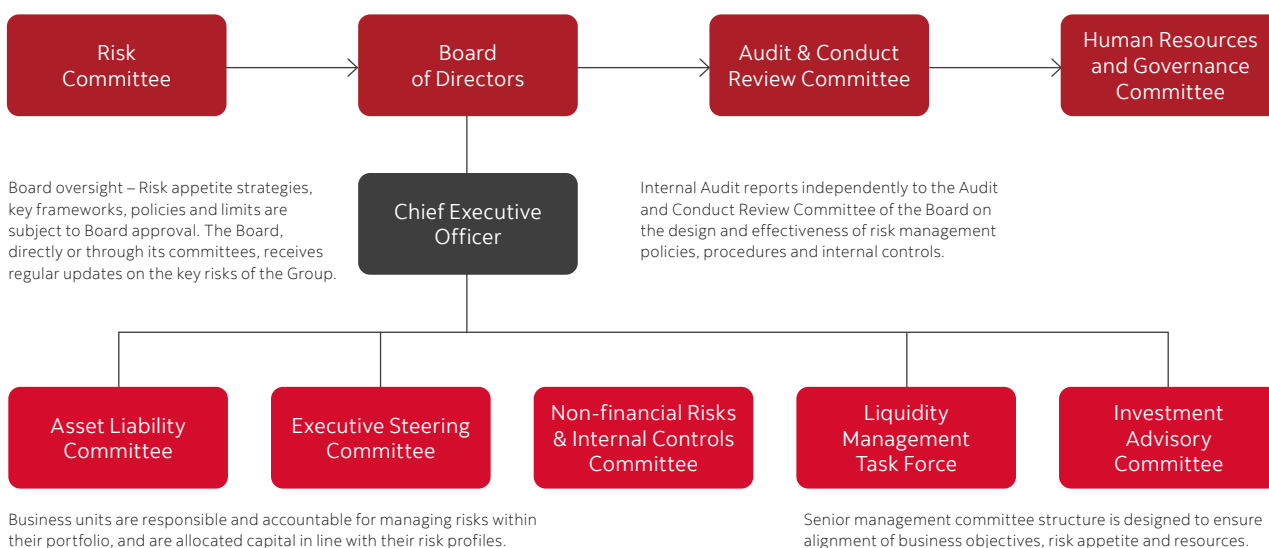 Risk
Committee
Board
of Directors
Audit & Conduct
Review Committee
Human Resources
and Governance
Committee
Board oversight – Risk appetite strategies,
key frameworks, policies and limits are
subject to Board approval. The Board,
directly or through its committees, receives
regular updates on the key risks of the Group.
Chief Executive
Officer
Internal Audit reports independently to the Audit
and Conduct Review Committee of the Board on
the design and effectiveness of risk management
policies, procedures and internal controls.
Asset Liability
Committee
Executive Steering
Committee
Non-financial Risks
& Internal Controls
Committee
Liquidity
Management
Task Force
Investment
Advisory
Committee
Business units are responsible and accountable for managing risks within
their portfolio, and are allocated capital in line with their risk profiles.
Senior management committee structure is designed to ensure
alignment of business objectives, risk appetite and resources.